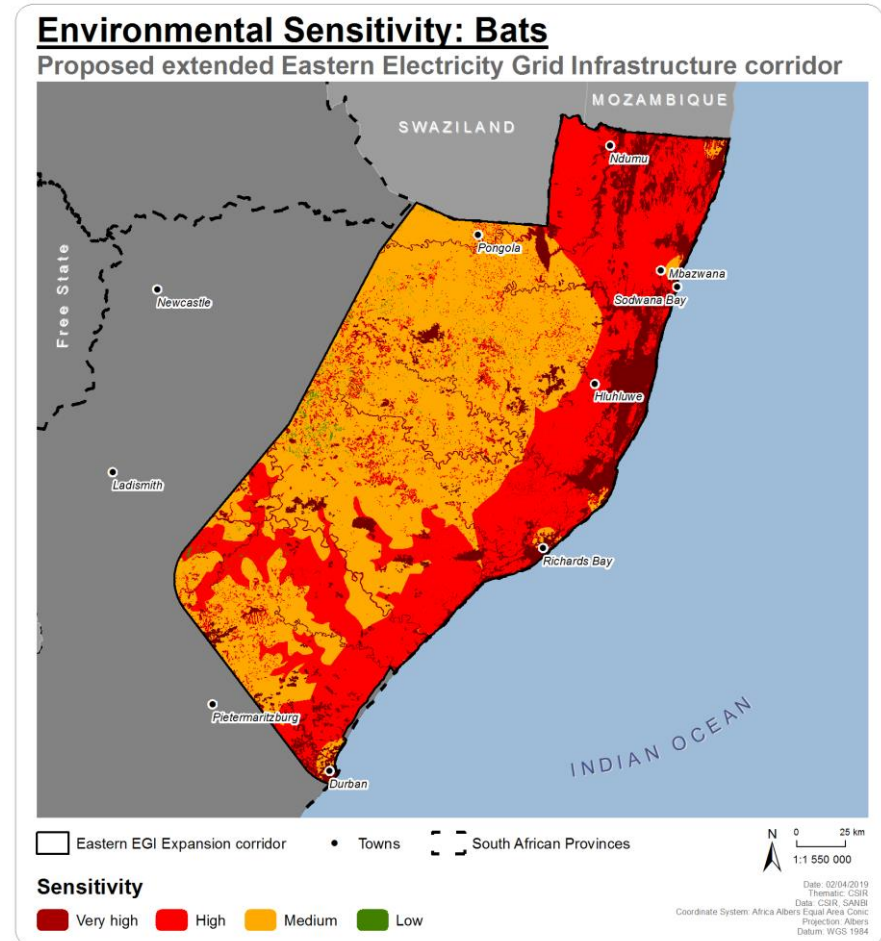 Environmental Sensitivity: Bats
Proposed extended Eastern Electricity Grid Infrastructure corridor
MOZAMBIQUE
SWAZILAND
Ndumu
Pongola
Free State
Mbazwana
Newcastle
Sodwana Bay
Hluhluwe
Ladismith
Richards Bay
Pietermaritzburg
INDIAN OCEAN
Durban
Eastern EGI Expansion corridor
Towns
South African Provinces
N
0 25 km
1:1 550 000
Sensitivity
Very high
High
Medium
Low
Date: 02/04/2019
Thematic: CSIR
Data: CSIR, SANBI
Coordinate System: Africa Albers Equal Area Conic
Projection: Albers
Datum: WGS 1984